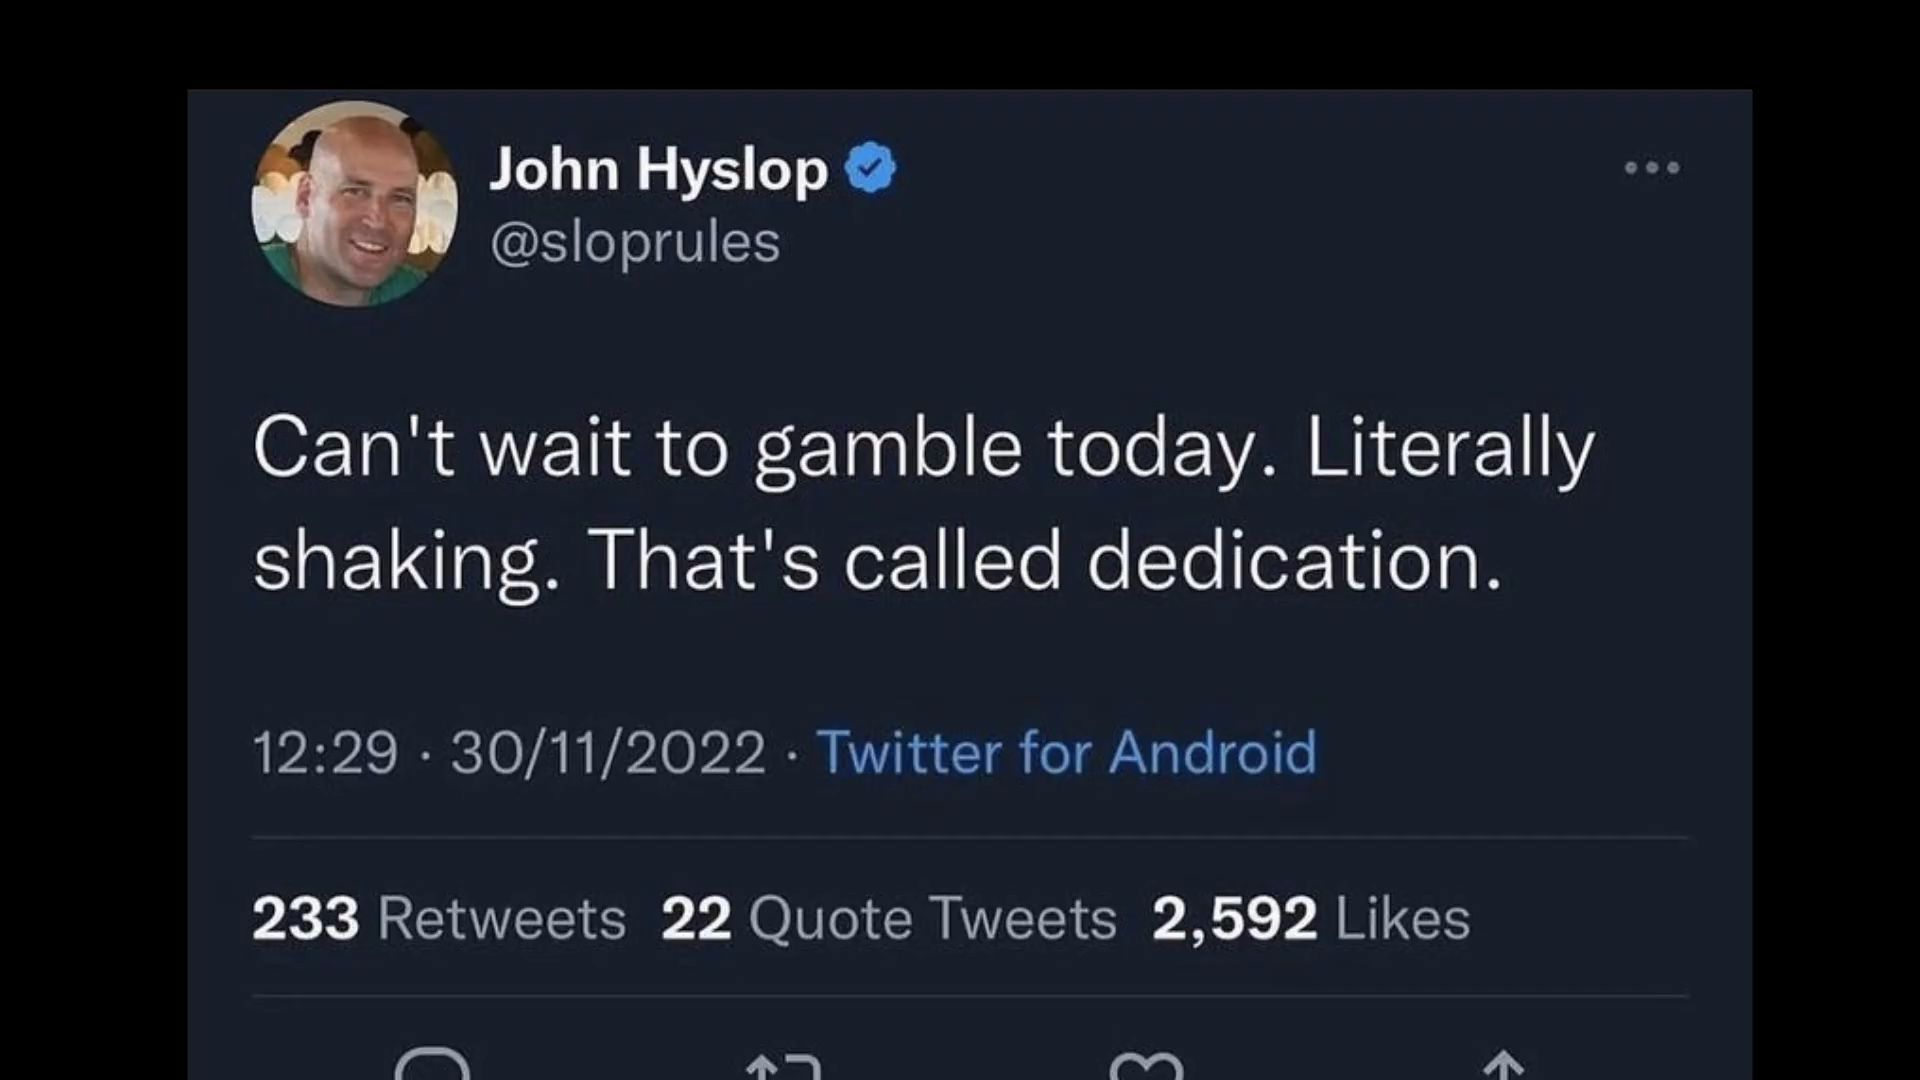 John Hyslop
@sloprules
Can't wait to gamble today. Literally
shaking. That's called dedication.
12:29 · 30/11/2022 · Twitter for Android
233 Retweets 22 Quote Tweets 2,592 Likes